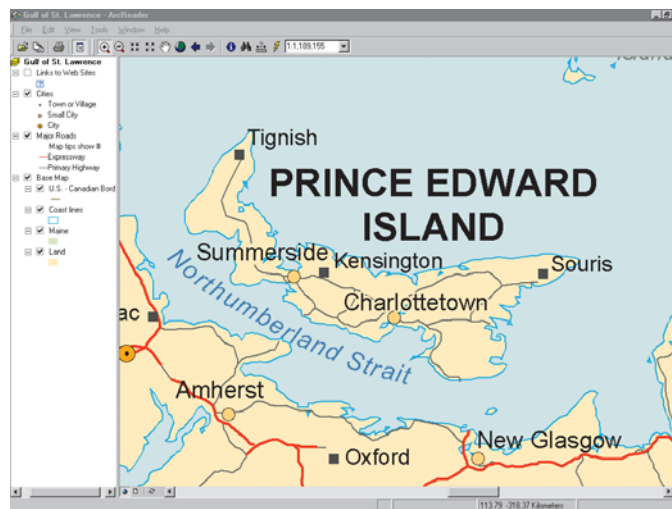 Gulf of St. Lawrence - ArcReader
File Edit View Tools Window Help
1:1,109,155
Gulf of St. Lawrence
Links to Web Sites
Cities
Town or Village
Small City
City
Major Roads
Map tips show
Expressway
Primary Highway
Base Map
U.S. - Canadian Bord
Coast lines
Maine
Land
Tignish
PRINCE EDWARD
ISLAND
Summerside
Kensington
Souris
Charlottetown
Northumberland Strait
ac
Amherst
New Glasgow
Oxford
113.79 -318.37 Kilometers